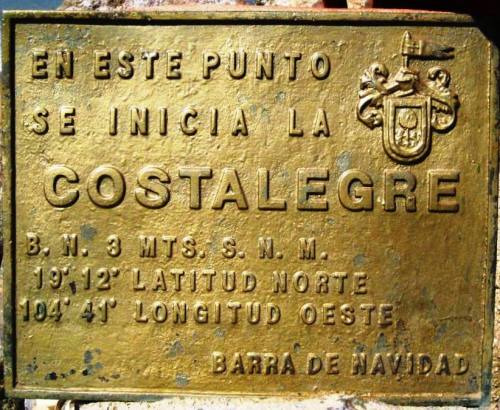 EN ESTE PUNTO
SE INICIA LA
COSTALEGRE
B. N. 3 MTS. S. N. M.
19° 12° LATITUD NORTE
104° 41° LONGITUD OESTE
BARRA DE NAVIDAD